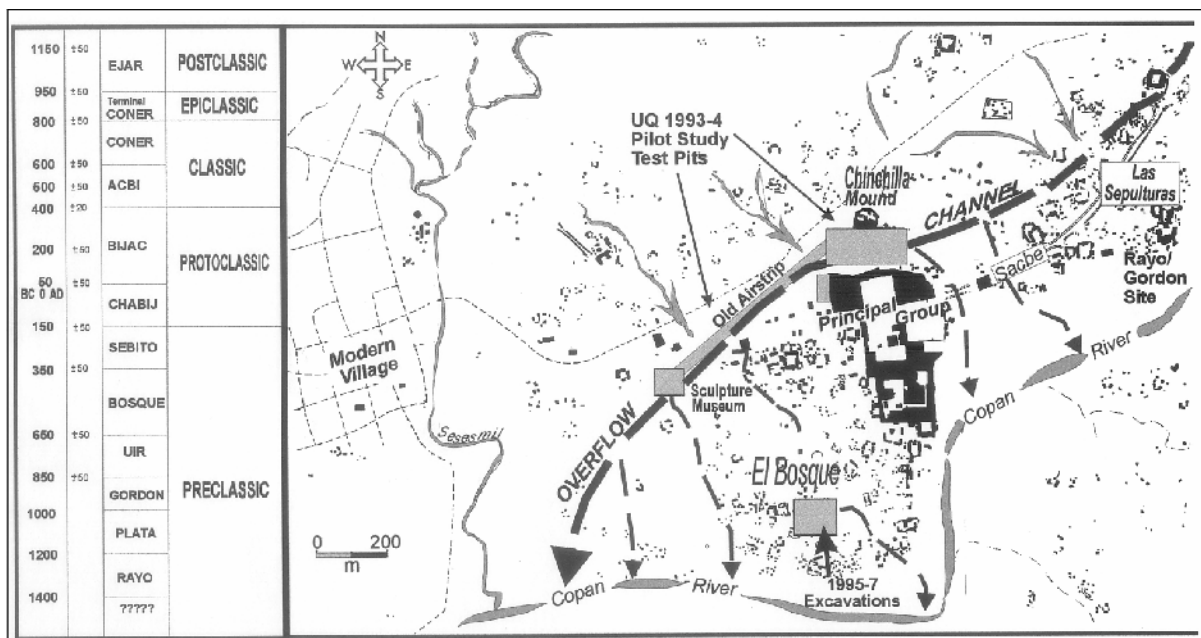 1150 ±50
EJAR POSTCLASSIC
950 ±50
Terminal CONER EPICLASSIC
800 ±50
CONER
600 ±50
CLASSIC
600 ±50
ACBI
400 ±20
BIJAC
200
PROTOCLASSIC
50 ±50
BC 0 AD
CHABIJ
150 ±50
SEBITO
350 ±50
BOSQUE
650 ±50
UIR
850 ±50
PRECLASSIC
GORDON
1000
PLATA
1200
RAYO
1400
?????
N
W E
S
UQ 1993-4
Pilot Study
Test Pits
Chinchilla
Mound
CHANNEL
Las
Sepulturas
Sacbe
Rayo/
Gordon
Site
Old Airstrip
Principal Group
Modern
Village
Sculpture
Museum
Copan River
Sesesmil
OVERFLOW
El Bosque
0 200
m
Copan River
1995-7
Excavations